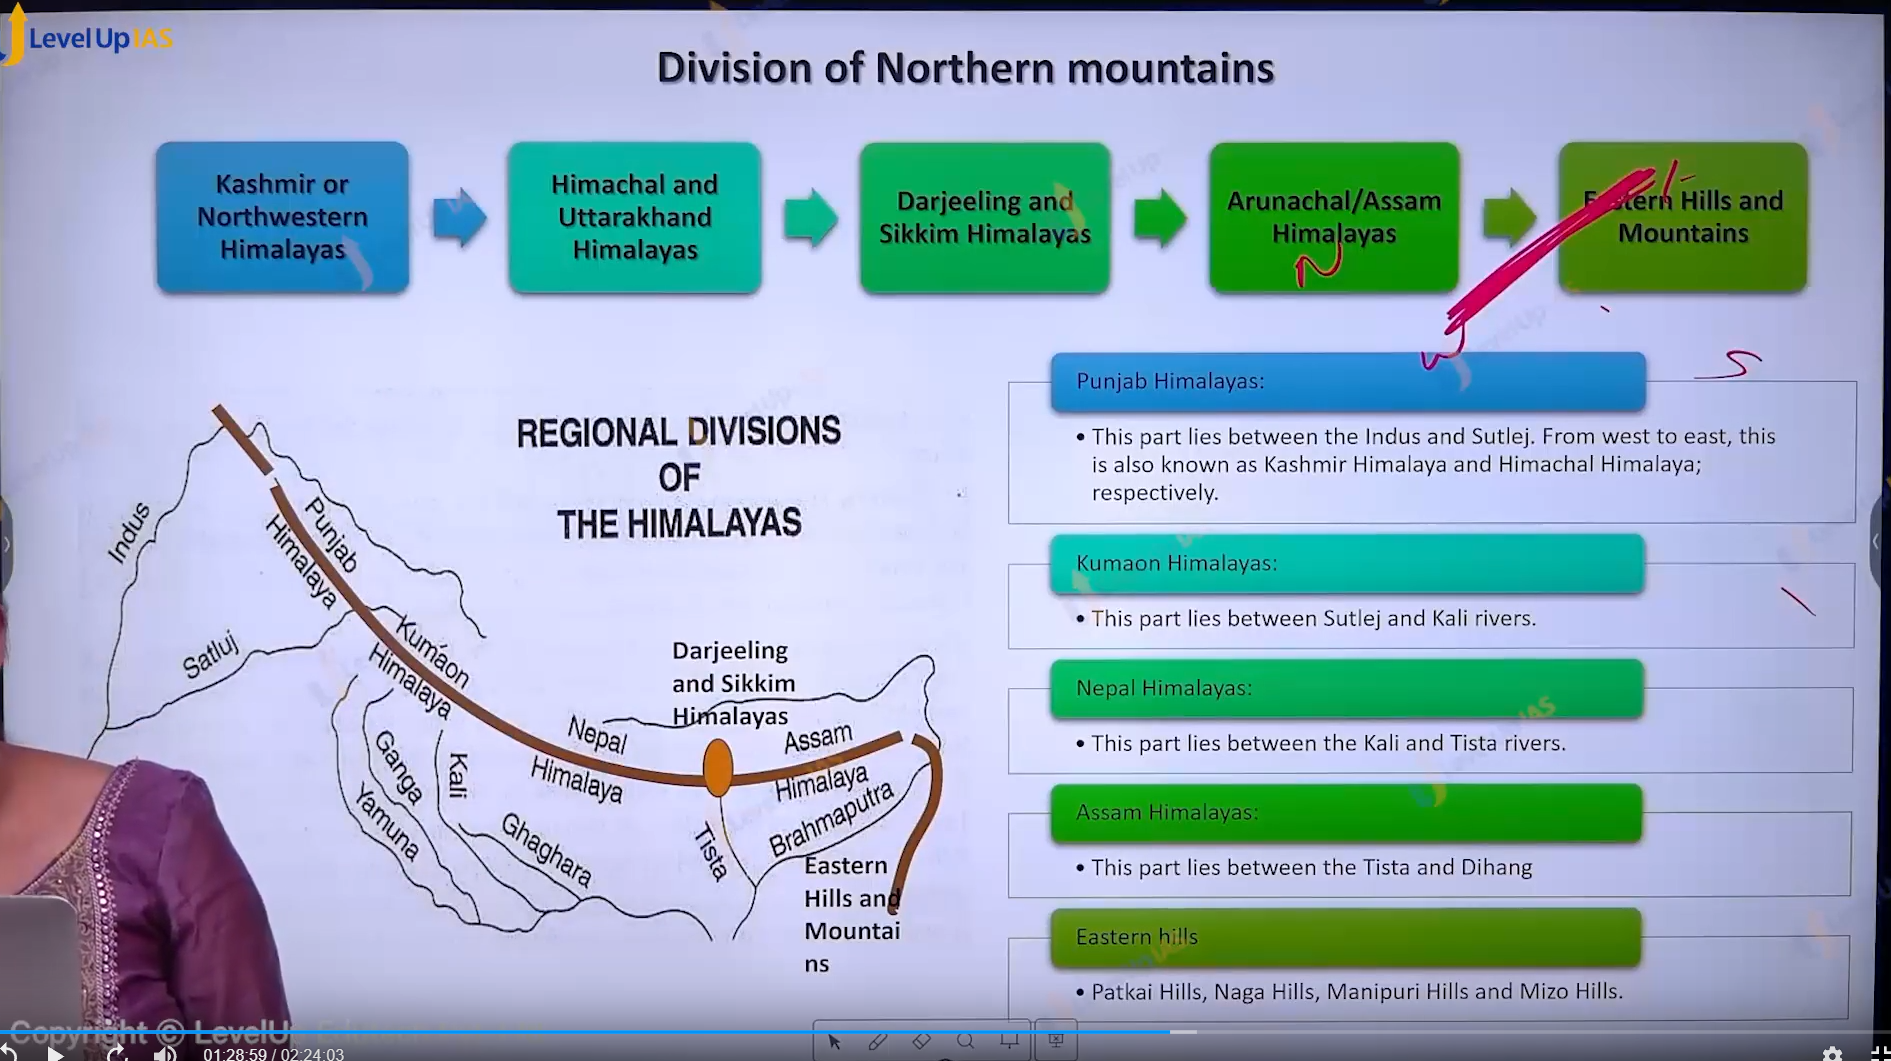 Level Up IAS
Division of Northern mountains
Kashmir or
Northwestern
Himalayas
Himachal and
Uttarakhand
Himalayas
Darjeeling and
Sikkim Himalayas
Arunachal/Assam
Himalayas
N
Eastern Hills and
Mountains
W
S
REGIONAL DIVISIONS
OF
THE HIMALAYAS
Indus
Punjab
Himalaya
Satluj
Kumaon
Himalaya
Ganga
Yamuna
Kali
Ghaghara
Nepal
Himalaya
Darjeeling
and Sikkim
Himalayas
Tista
Assam
Himalaya
Brahmaputra
Eastern
Hills and
Mountai
ns
Punjab Himalayas:
• This part lies between the Indus and Sutlej. From west to east, this
is also known as Kashmir Himalaya and Himachal Himalaya;
respectively.
Kumaon Himalayas:
• This part lies between Sutlej and Kali rivers.
Nepal Himalayas:
• This part lies between the Kali and Tista rivers.
Assam Himalayas:
• This part lies between the Tista and Dihang
Eastern hills
• Patkai Hills, Naga Hills, Manipuri Hills and Mizo Hills.
Copyright © LevelUp
01:28:59 / 02:24:03